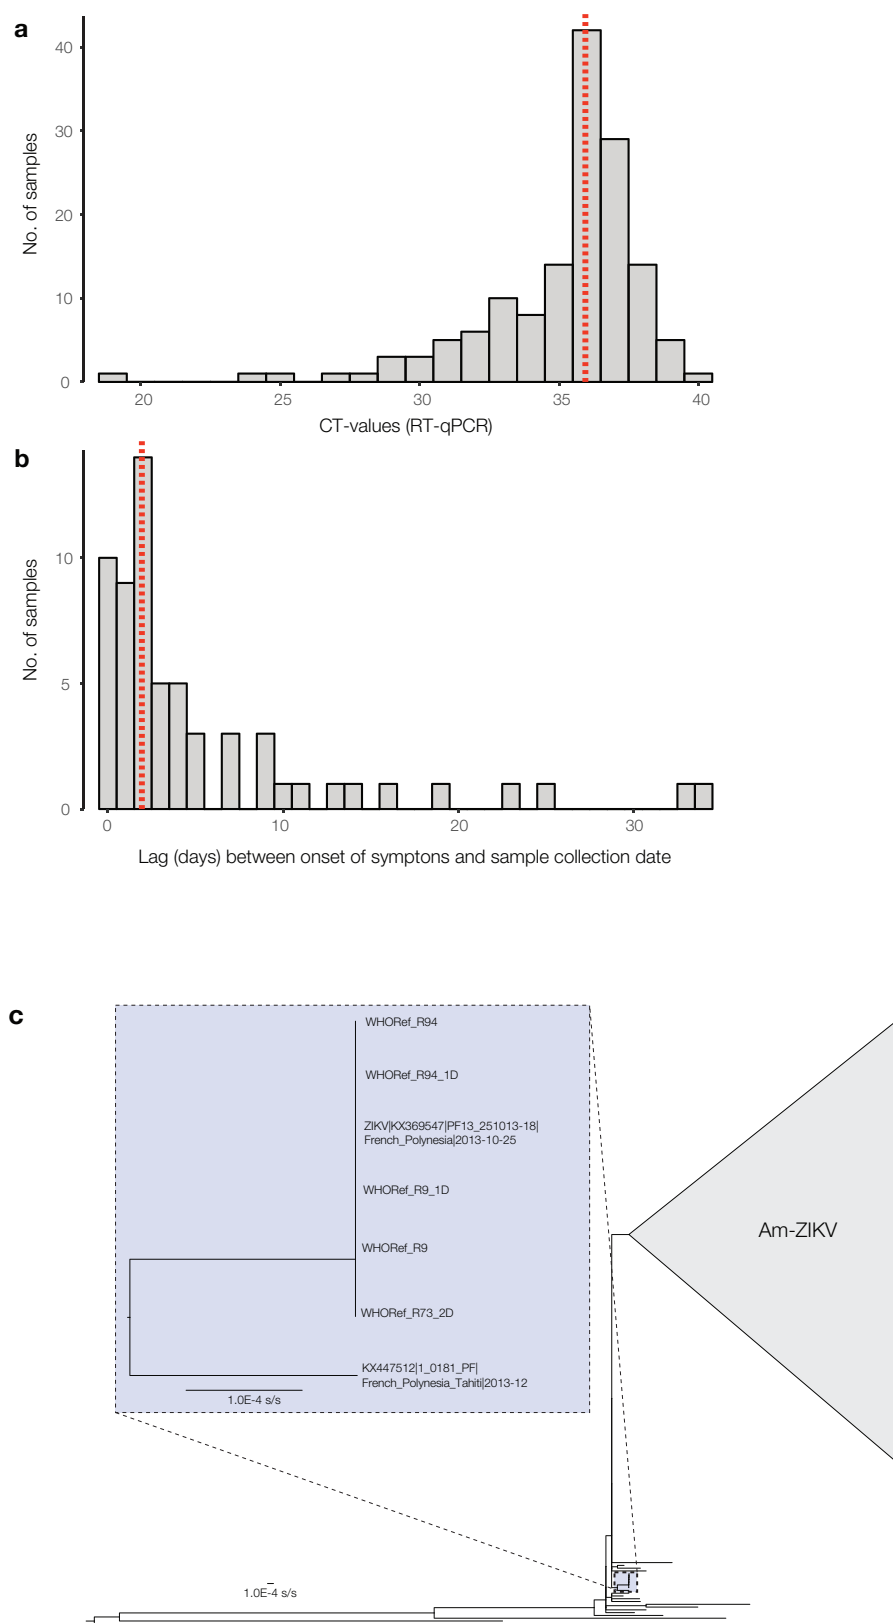 a
No. of samples
40
30
20
10
0
20
25
30
35
40
CT-values (RT-qPCR)
b
No. of samples
10
5
0
0
10
20
30
Lag (days) between onset of symptons and sample collection date
c
WHORef_R94
WHORef_R94_1D
ZIKV|KX369547|PF13_251013-18|
French_Polynesia|2013-10-25
WHORef_R9_1D
WHORef_R9
WHORef_R73_2D
KX447512|1_0181_PF|
French_Polynesia_Tahiti|2013-12
1.0E-4 s/s
Am-ZIKV
1.0E-4 s/s